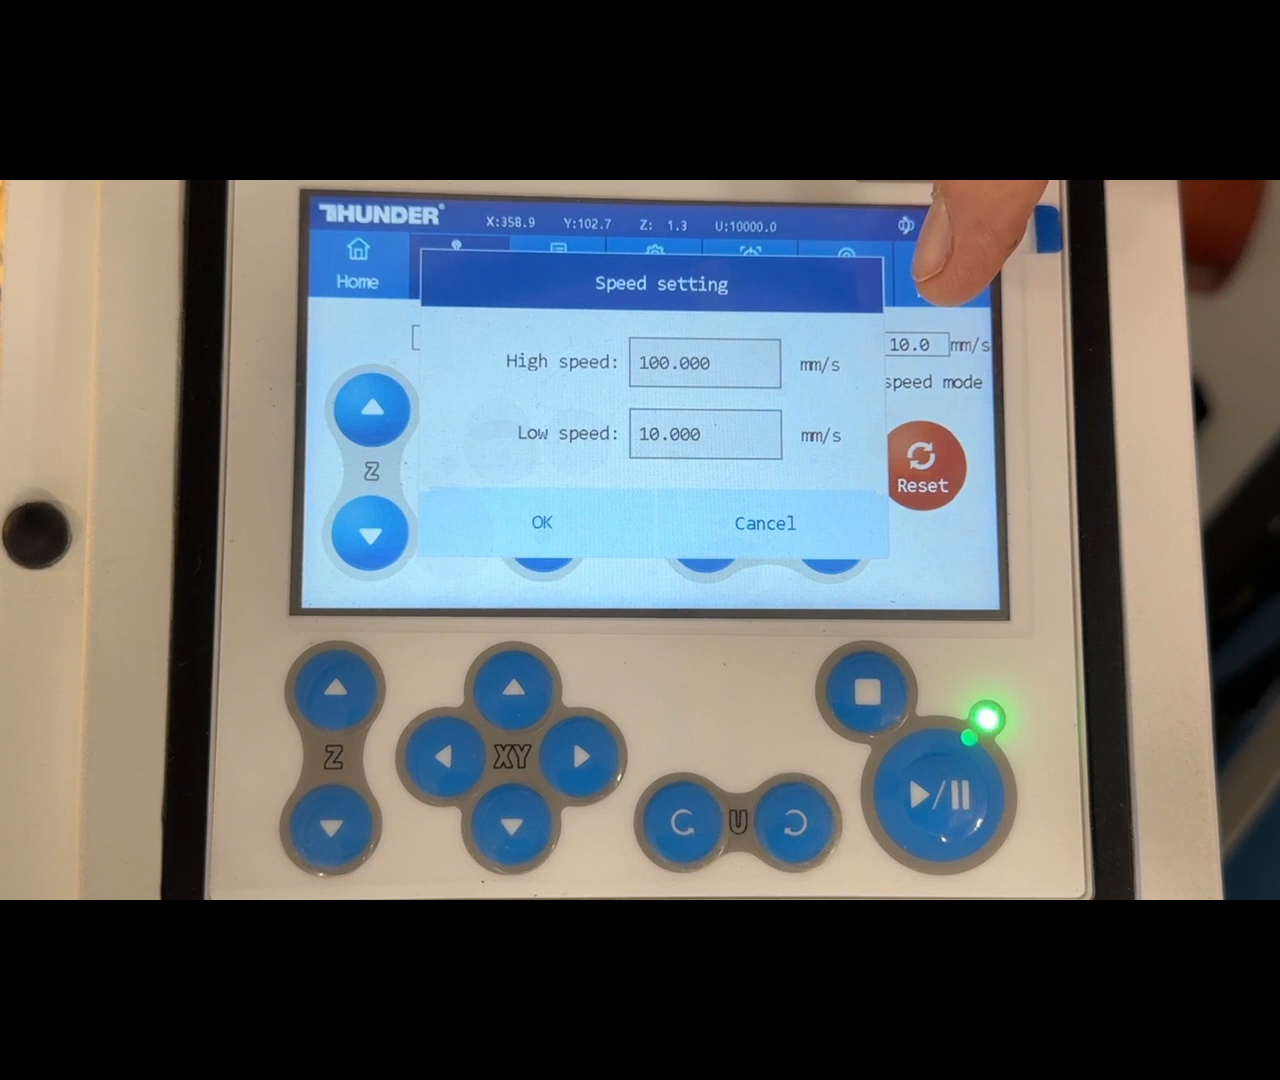 THUNDER® X:358.9 Y:102.7 Z: 1.3 U:10000.0
Home
Speed setting
High speed: 100.000 mm/s
10.0 mm/s
speed mode
Low speed: 10.000 mm/s
Z
Reset
OK Cancel
Z
XY
U